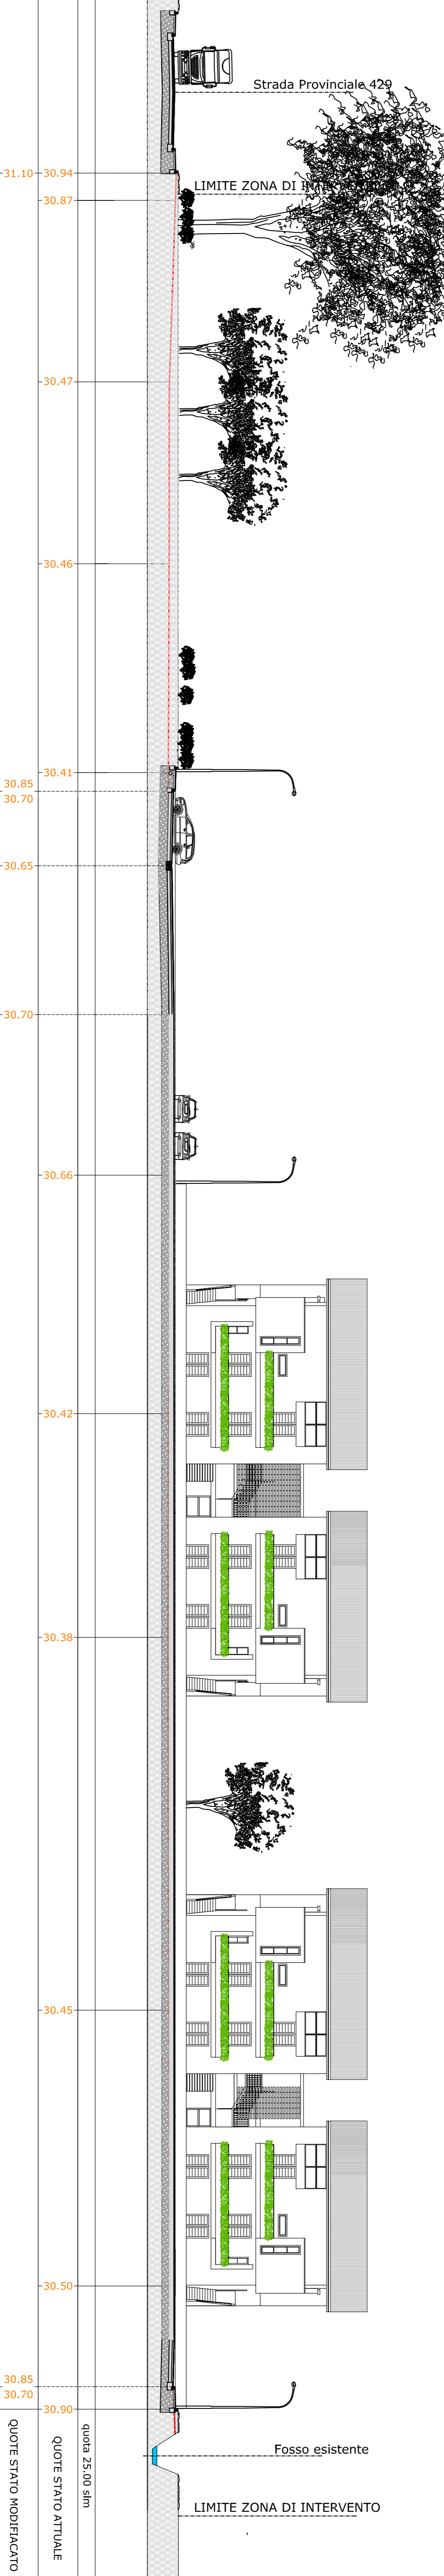 Strada Provinciale 429
31.10
30.94
LIMITE ZONA DI
30.87
30.47
30.46
30.41
30.85
30.70
30.65
30.70
30.66
30.42
30.38
30.45
30.50
30.85
30.70
30.90
Fosso esistente
LIMITE ZONA DI INTERVENTO
quota 25.00 slm
QUOTE STATO ATTUALE
QUOTE STATO MODIFIACATO